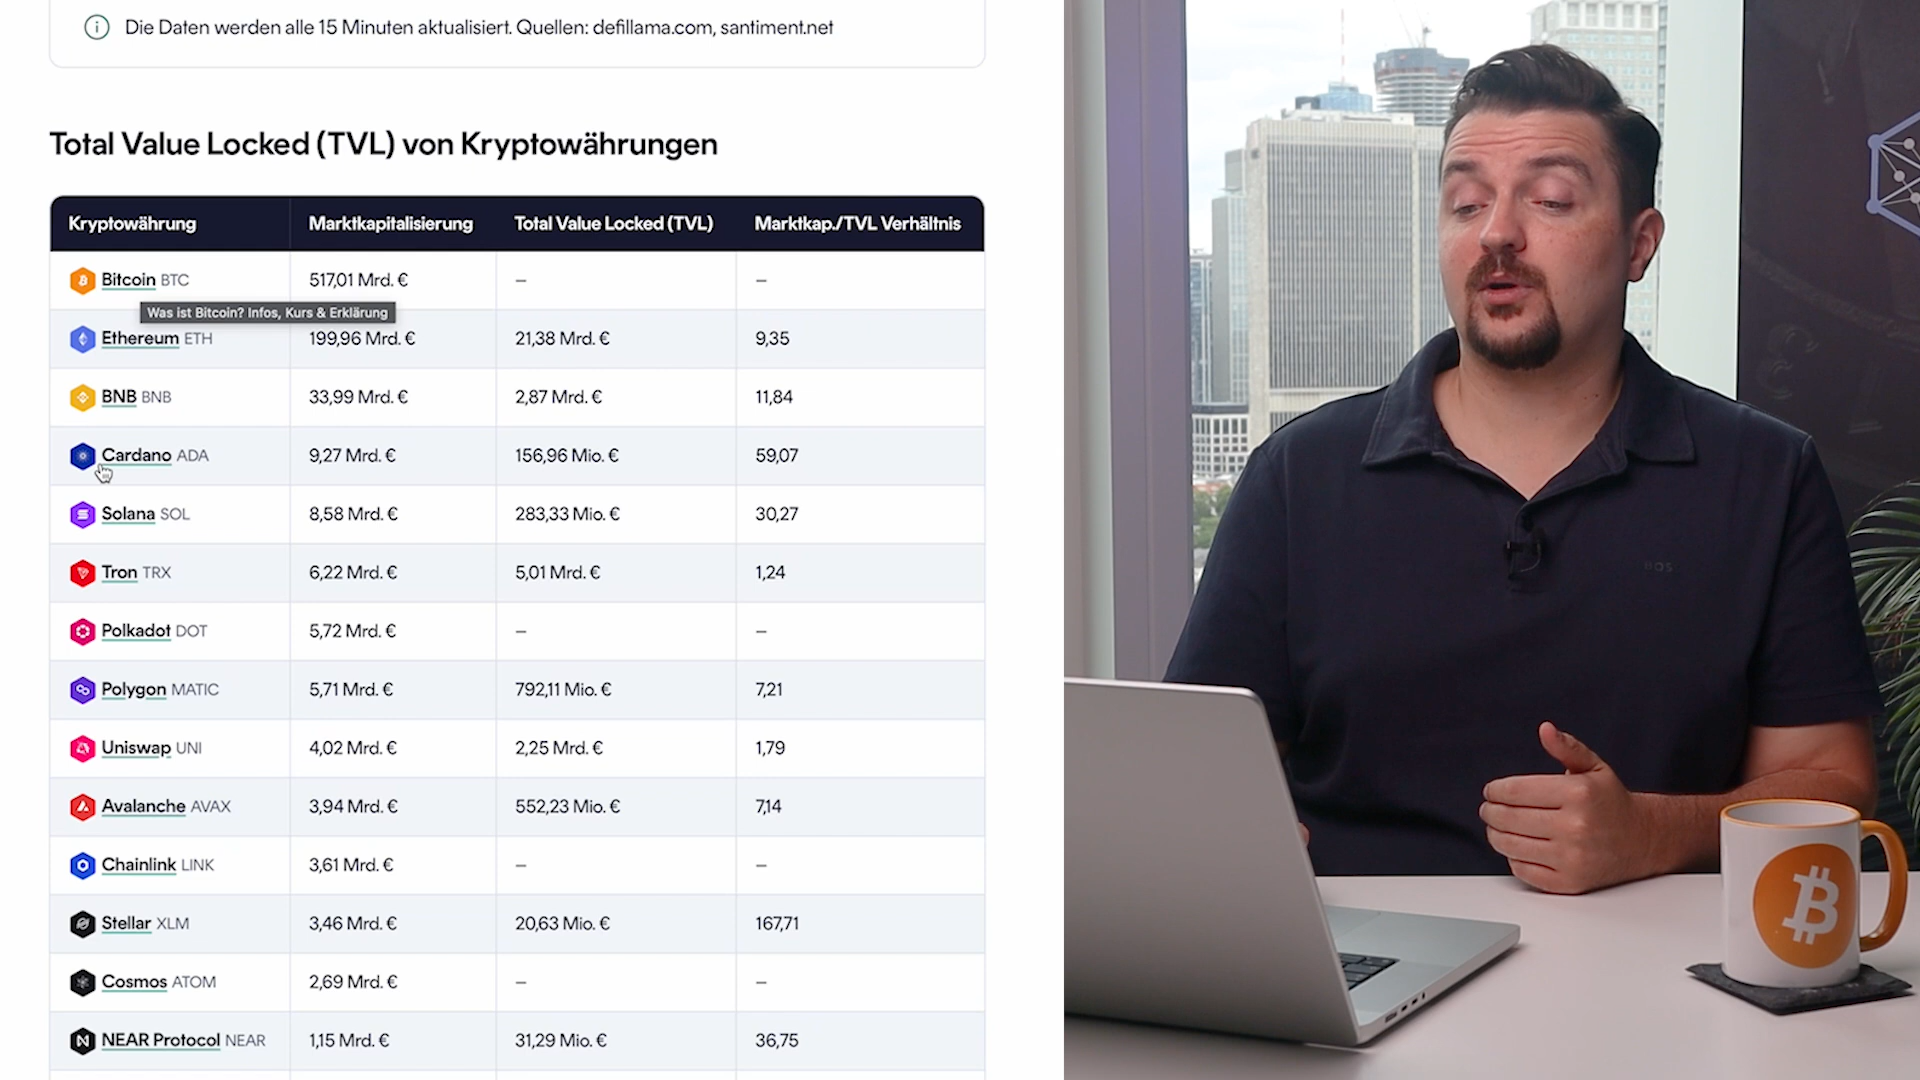 Die Daten werden alle 15 Minuten aktualisiert. Quellen: defillama.com, santiment.net
Total Value Locked (TVL) von Kryptowährungen
Kryptowährung Marktkapitalisierung Total Value Locked (TVL) Marktkap./TVL Verhältnis
Bitcoin BTC 517,01 Mrd. € – –
Was ist Bitcoin? Infos, Kurs & Erklärung
Ethereum ETH 199,96 Mrd. € 21,38 Mrd. € 9,35
BNB BNB 33,99 Mrd. € 2,87 Mrd. € 11,84
Cardano ADA 9,27 Mrd. € 156,96 Mio. € 59,07
Solana SOL 8,58 Mrd. € 283,33 Mio. € 30,27
Tron TRX 6,22 Mrd. € 5,01 Mrd. € 1,24
Polkadot DOT 5,72 Mrd. € – –
Polygon MATIC 5,71 Mrd. € 792,11 Mio. € 7,21
Uniswap UNI 4,02 Mrd. € 2,25 Mrd. € 1,79
Avalanche AVAX 3,94 Mrd. € 552,23 Mio. € 7,14
Chainlink LINK 3,61 Mrd. € – –
Stellar XLM 3,46 Mrd. € 20,63 Mio. € 167,71
Cosmos ATOM 2,69 Mrd. € – –
NEAR Protocol NEAR 1,15 Mrd. € 31,29 Mio. € 36,75